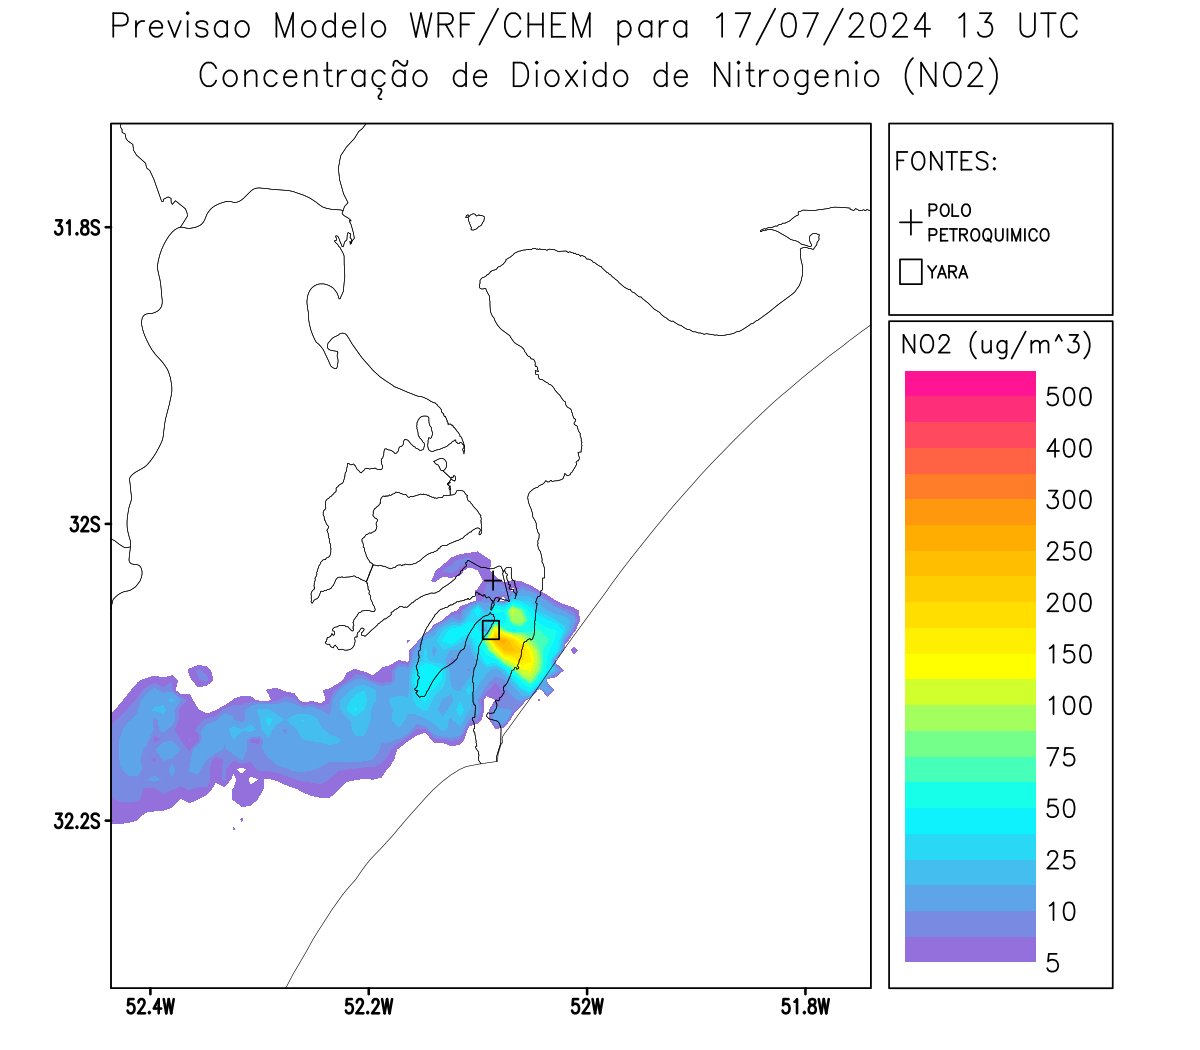 Previsao Modelo WRF/CHEM para 17/07/2024 13 UTC
Concentração de Dioxido de Nitrogenio (NO2)
FONTES:
POLO
PETROQUIMICO
YARA
NO2 (ug/m^3)
500
400
300
250
200
150
100
75
50
25
10
5
31.8S
32S
32.2S
52.4W
52.2W
52W
51.8W